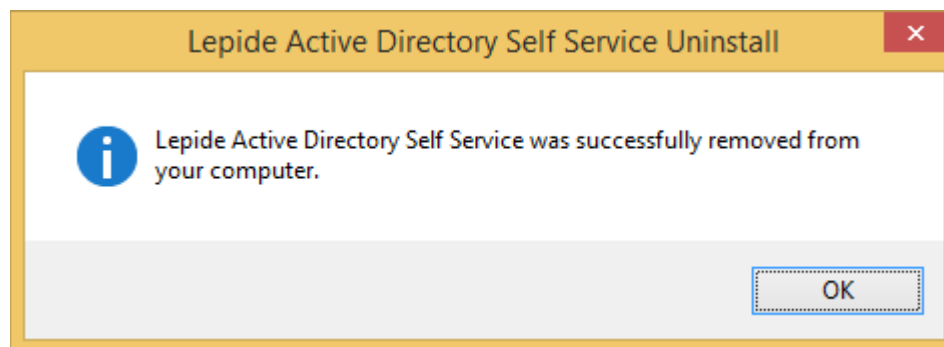 Lepide Active Directory Self Service Uninstall
Lepide Active Directory Self Service was successfully removed from
your computer.
OK